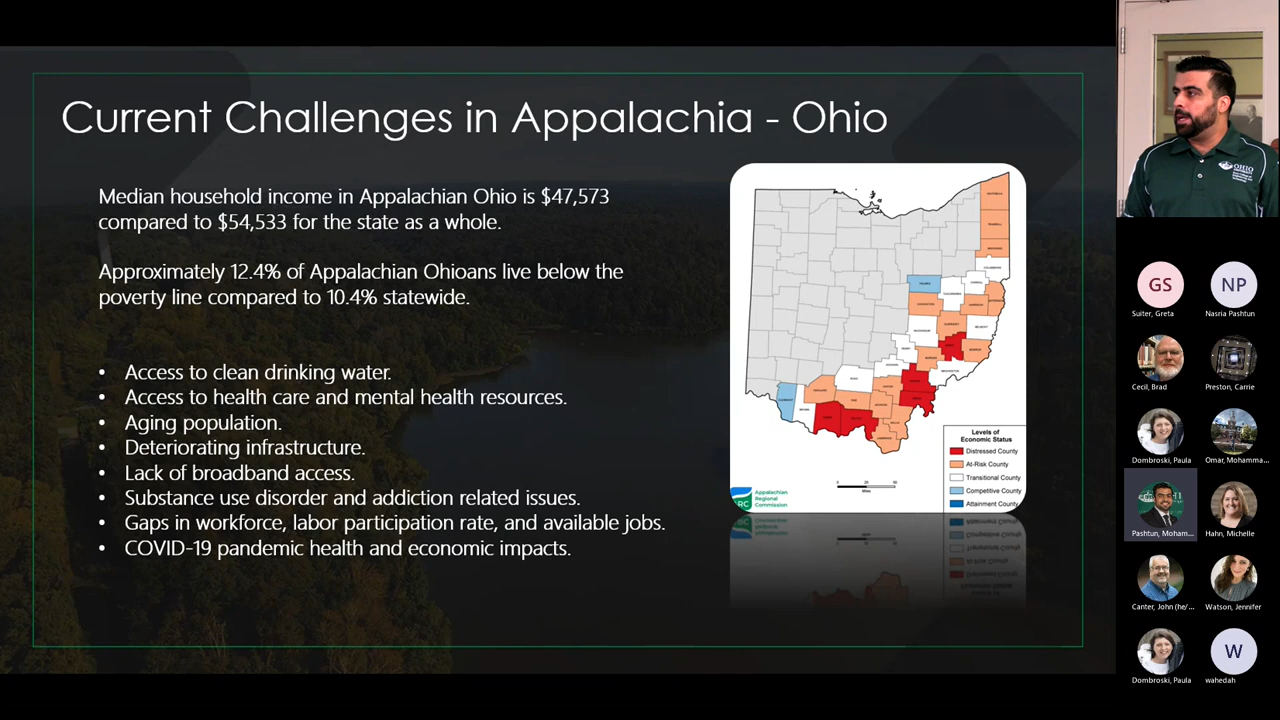 Current Challenges in Appalachia - Ohio
Median household income in Appalachian Ohio is $47,573
compared to $54,533 for the state as a whole.
Approximately 12.4% of Appalachian Ohioans live below the
poverty line compared to 10.4% statewide.
• Access to clean drinking water.
• Access to health care and mental health resources.
• Aging population.
• Deteriorating infrastructure.
• Lack of broadband access.
• Substance use disorder and addiction related issues.
• Gaps in workforce, labor participation rate, and available jobs.
• COVID-19 pandemic health and economic impacts.
Levels of
Economic Status
Distressed County
At-Risk County
Transitional County
Competitive County
Attainment County
Appalachian
Regional
Commission
Miles
OHIO
GS
NP
Suiter, Greta
Nasria Pashtun
Cecil, Brad
Preston, Carrie
Dombroski, Paula
Omar, Mohamma...
Pashtun, Moham...
Hahn, Michelle
Canter, John (he/...
Watson, Jennifer
W
Dombroski, Paula
wahedah